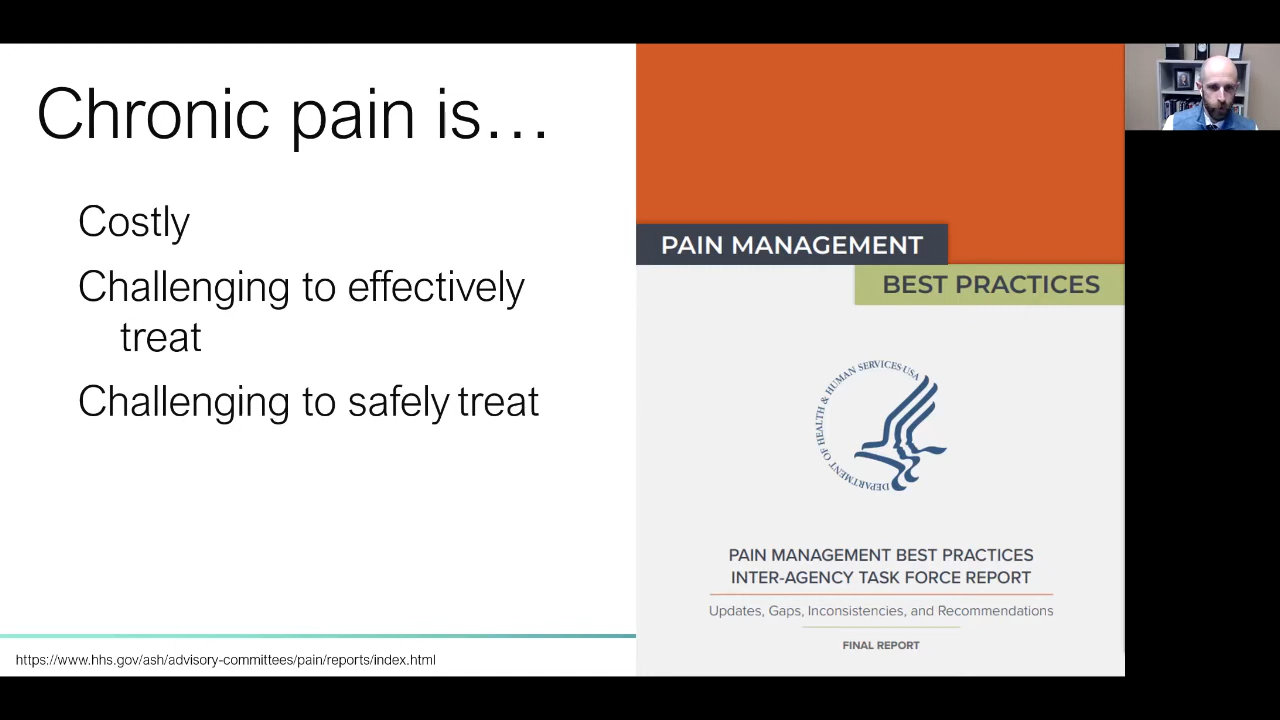 Chronic pain is…
Costly
Challenging to effectively
treat
Challenging to safely treat
https://www.hhs.gov/ash/advisory-committees/pain/reports/index.html
PAIN MANAGEMENT
BEST PRACTICES
DEPARTMENT OF HEALTH & HUMAN SERVICES·USA
PAIN MANAGEMENT BEST PRACTICES
INTER-AGENCY TASK FORCE REPORT
Updates, Gaps, Inconsistencies, and Recommendations
FINAL REPORT